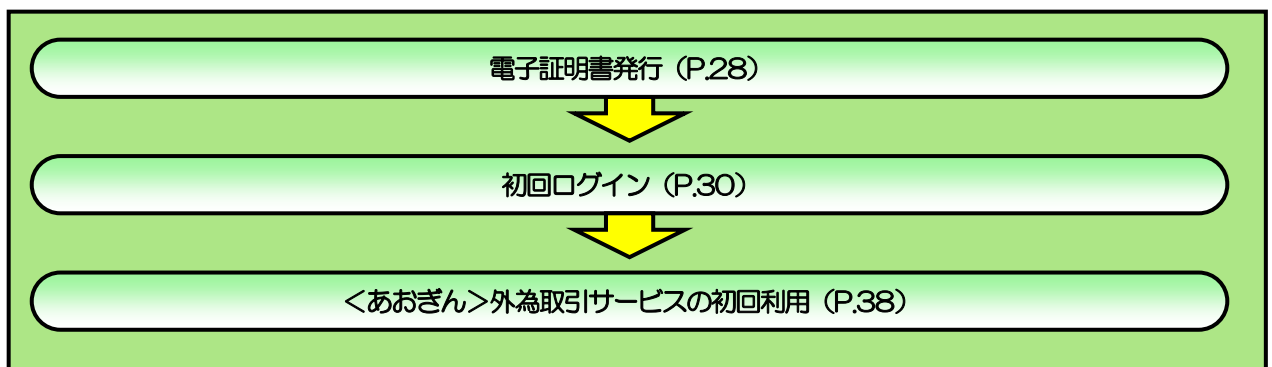 電子証明書発行（P.28）
初回ログイン（P.30）
＜あおぎん＞外為取引サービスの初回利用（P.38）